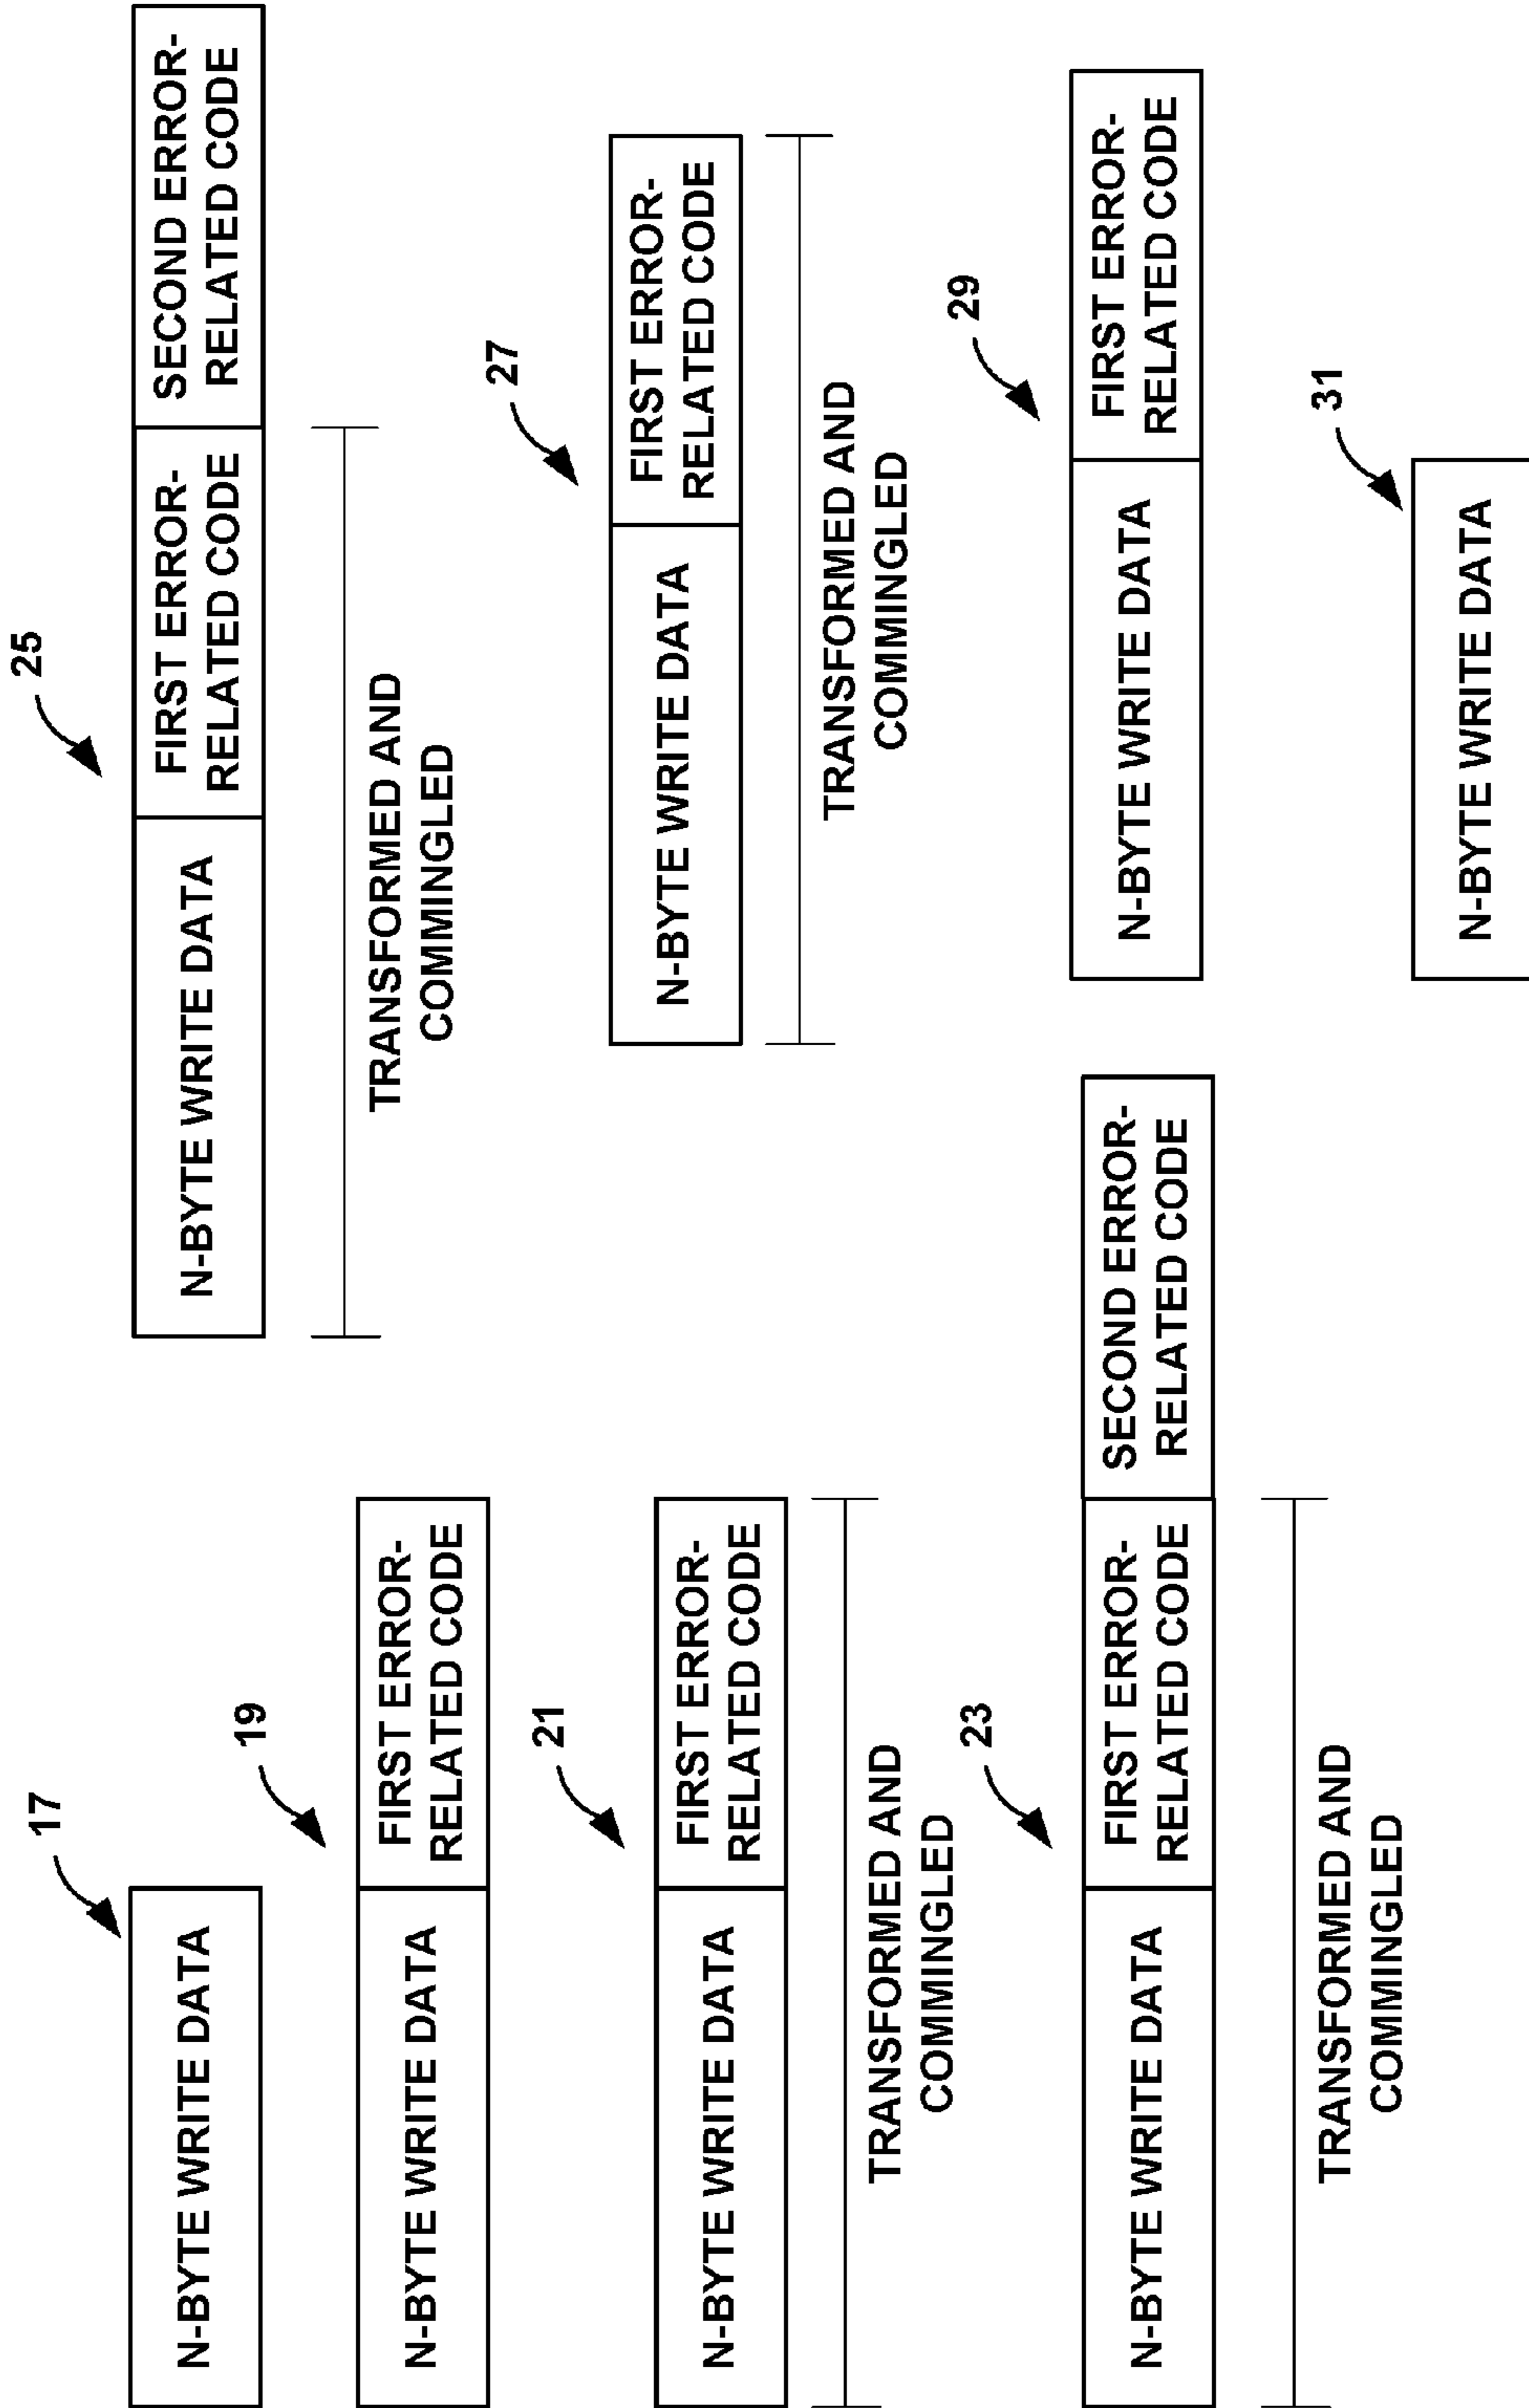 17
N-BYTE WRITE DATA
19
N-BYTE WRITE DATA
FIRST ERROR-
RELATED CODE
21
N-BYTE WRITE DATA
FIRST ERROR-
RELATED CODE
TRANSFORMED AND
COMMINGLED
23
N-BYTE WRITE DATA
FIRST ERROR-
RELATED CODE
SECOND ERROR-
RELATED CODE
TRANSFORMED AND
COMMINGLED
25
N-BYTE WRITE DATA
FIRST ERROR-
RELATED CODE
SECOND ERROR-
RELATED CODE
TRANSFORMED AND
COMMINGLED
27
N-BYTE WRITE DATA
FIRST ERROR-
RELATED CODE
TRANSFORMED AND
COMMINGLED
29
N-BYTE WRITE DATA
FIRST ERROR-
RELATED CODE
31
N-BYTE WRITE DATA